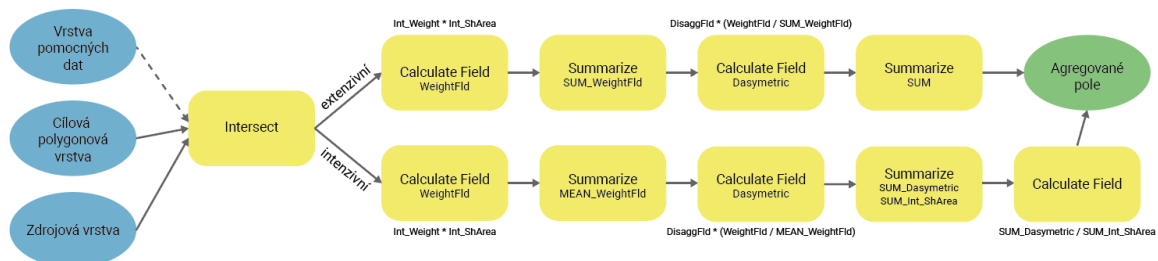 Vrstva
pomocných
dat
Cílová
polygonová
vrstva
Zdrojová vrstva
Intersect
extenzivní
intenzivní
Int_Weight * Int_ShArea
Calculate Field
WeightFld
Summarize
SUM_WeightFld
DisaggFld * (WeightFld / SUM_WeightFld)
Calculate Field
Dasymetric
Summarize
SUM
Agregované
pole
Calculate Field
WeightFld
Int_Weight * Int_ShArea
Summarize
MEAN_WeightFld
Calculate Field
Dasymetric
DisaggFld * (WeightFld / MEAN_WeightFld)
Summarize
SUM_Dasymetric
SUM_Int_ShArea
Calculate Field
SUM_Dasymetric / SUM_Int_ShArea